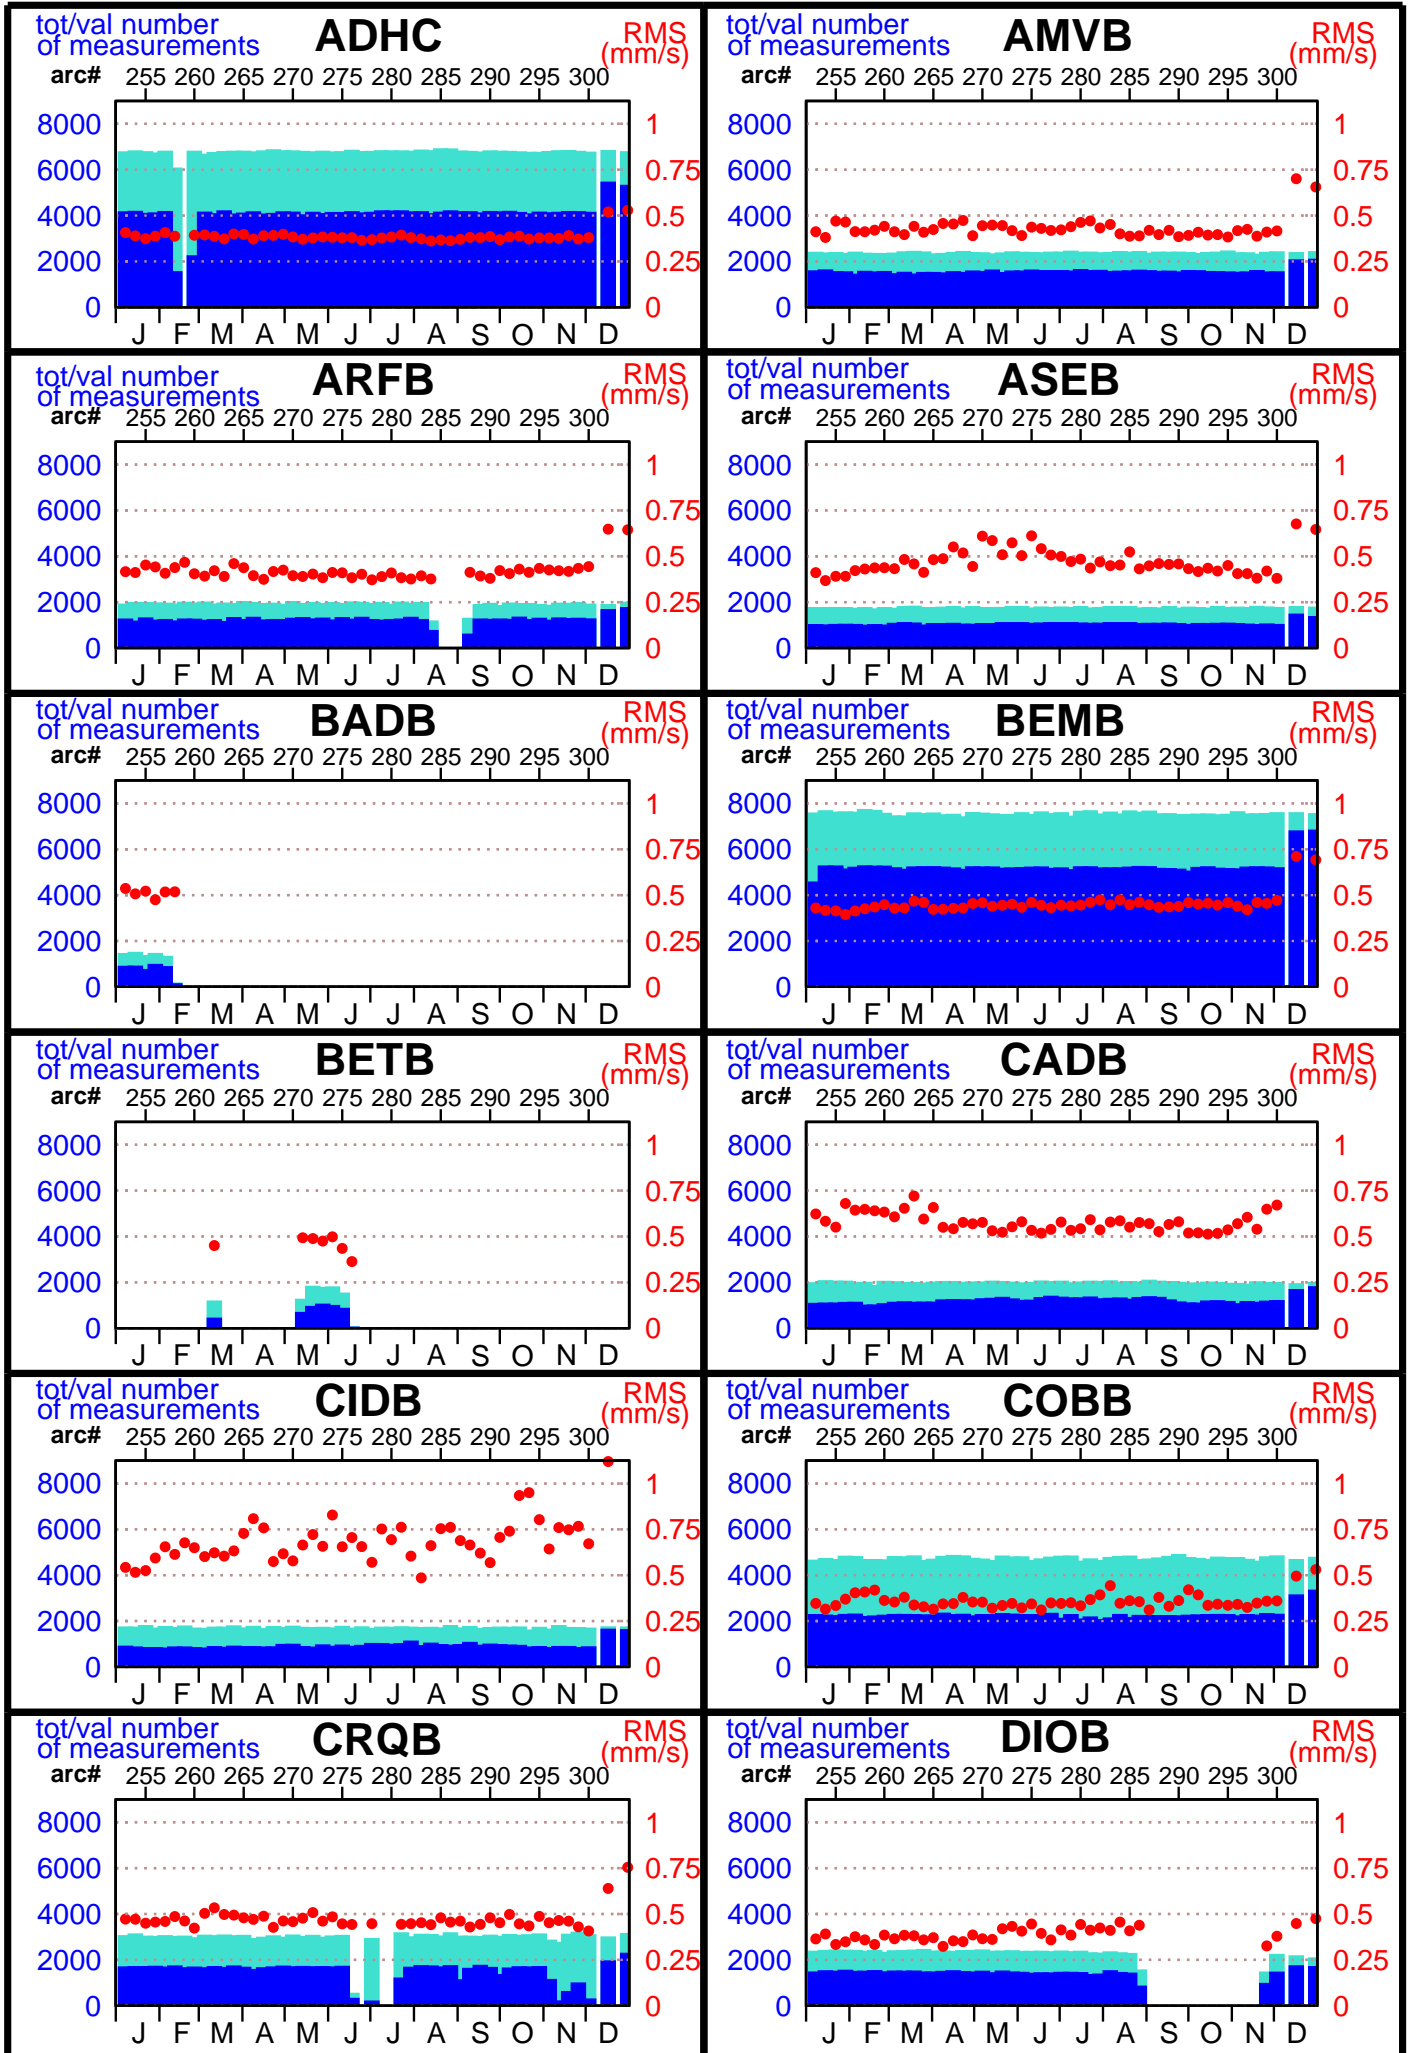 tot/val number ADHC RMS
of measurements (mm/s)
arc# 255 260 265 270 275 280 285 290 295 300
8000 1
6000 0.75
4000 0.5
2000 0.25
0 0
J F M A M J J A S O N D
tot/val number AMVB RMS
of measurements (mm/s)
arc# 255 260 265 270 275 280 285 290 295 300
8000 1
6000 0.75
4000 0.5
2000 0.25
0 0
J F M A M J J A S O N D
tot/val number ARFB RMS
of measurements (mm/s)
arc# 255 260 265 270 275 280 285 290 295 300
8000 1
6000 0.75
4000 0.5
2000 0.25
0 0
J F M A M J J A S O N D
tot/val number ASEB RMS
of measurements (mm/s)
arc# 255 260 265 270 275 280 285 290 295 300
8000 1
6000 0.75
4000 0.5
2000 0.25
0 0
J F M A M J J A S O N D
tot/val number BADB RMS
of measurements (mm/s)
arc# 255 260 265 270 275 280 285 290 295 300
8000 1
6000 0.75
4000 0.5
2000 0.25
0 0
J F M A M J J A S O N D
tot/val number BEMB RMS
of measurements (mm/s)
arc# 255 260 265 270 275 280 285 290 295 300
8000 1
6000 0.75
4000 0.5
2000 0.25
0 0
J F M A M J J A S O N D
tot/val number BETB RMS
of measurements (mm/s)
arc# 255 260 265 270 275 280 285 290 295 300
8000 1
6000 0.75
4000 0.5
2000 0.25
0 0
J F M A M J J A S O N D
tot/val number CADB RMS
of measurements (mm/s)
arc# 255 260 265 270 275 280 285 290 295 300
8000 1
6000 0.75
4000 0.5
2000 0.25
0 0
J F M A M J J A S O N D
tot/val number CIDB RMS
of measurements (mm/s)
arc# 255 260 265 270 275 280 285 290 295 300
8000 1
6000 0.75
4000 0.5
2000 0.25
0 0
J F M A M J J A S O N D
tot/val number COBB RMS
of measurements (mm/s)
arc# 255 260 265 270 275 280 285 290 295 300
8000 1
6000 0.75
4000 0.5
2000 0.25
0 0
J F M A M J J A S O N D
tot/val number CRQB RMS
of measurements (mm/s)
arc# 255 260 265 270 275 280 285 290 295 300
8000 1
6000 0.75
4000 0.5
2000 0.25
0 0
J F M A M J J A S O N D
tot/val number DIOB RMS
of measurements (mm/s)
arc# 255 260 265 270 275 280 285 290 295 300
8000 1
6000 0.75
4000 0.5
2000 0.25
0 0
J F M A M J J A S O N D